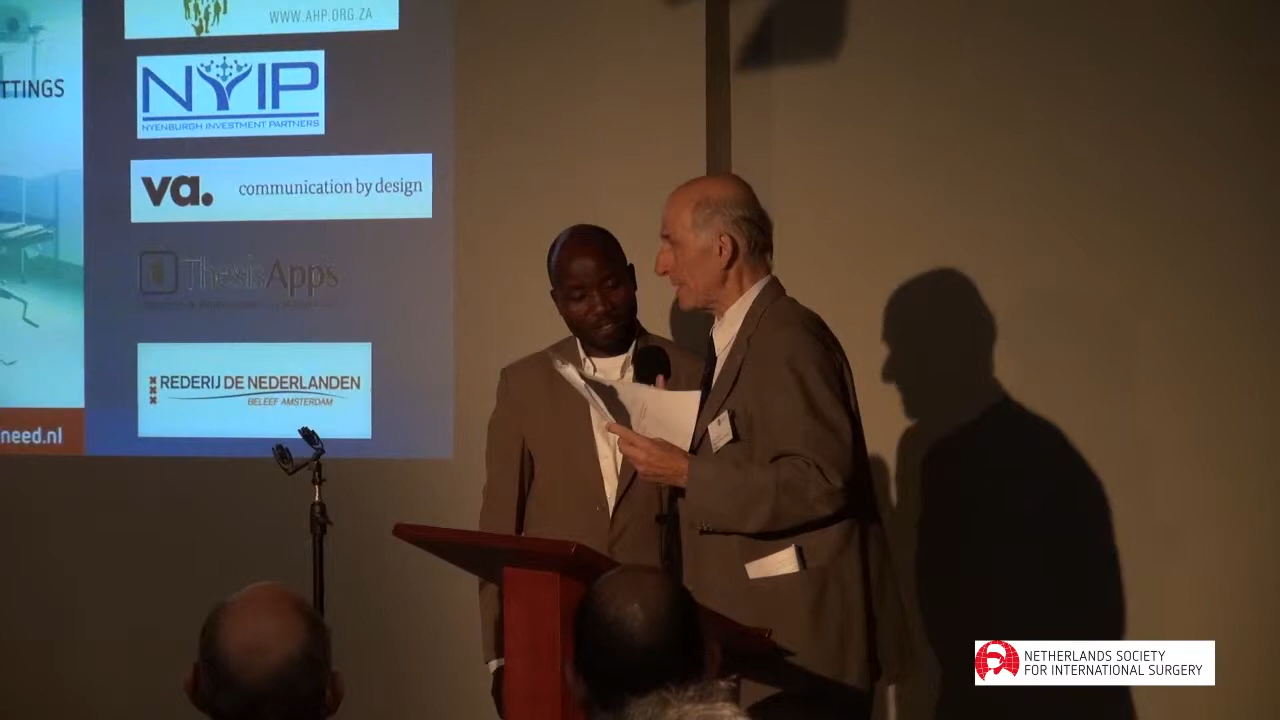 WWW.AHP.ORG.ZA
TTINGS
NYIP
NYENBURGH INVESTMENT PARTNERS
va. communication by design
ThesisApps
REDERIJ DE NEDERLANDEN
BELEEF AMSTERDAM
need.nl
NETHERLANDS SOCIETY
FOR INTERNATIONAL SURGERY